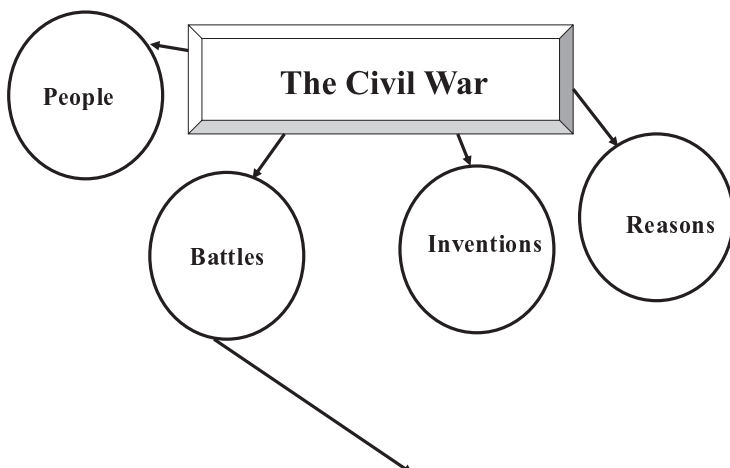 The Civil War
People
Battles
Inventions
Reasons